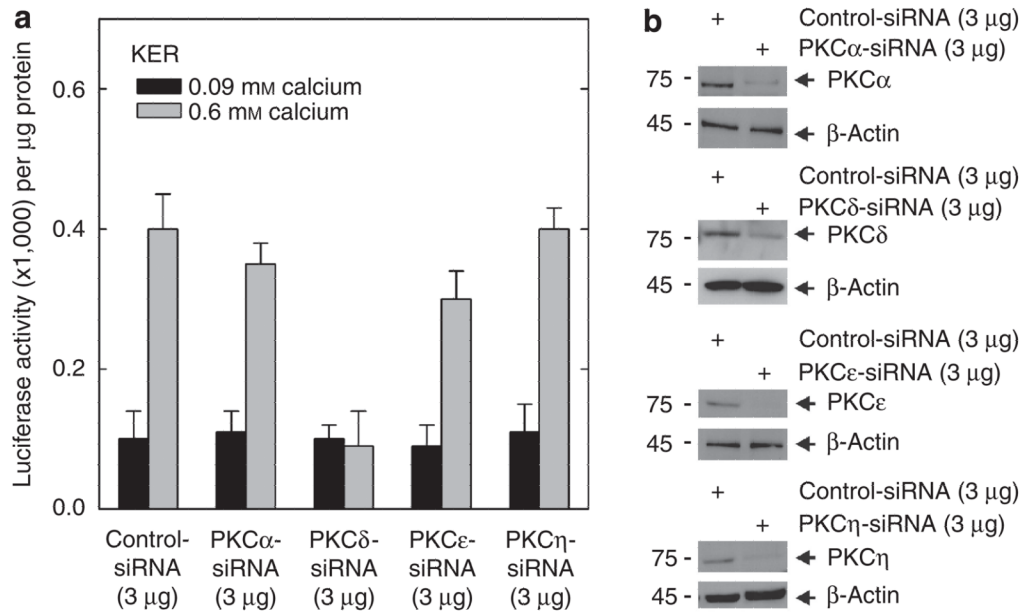 a
Luciferase activity (x1,000) per μg protein
KER
0.09 mM calcium
0.6 mM calcium
0.6
0.4
0.2
0.0
Control-
siRNA
(3 μg)
PKCα-
siRNA
(3 μg)
PKCδ-
siRNA
(3 μg)
PKCε-
siRNA
(3 μg)
PKCη-
siRNA
(3 μg)
b
+ Control-siRNA (3 μg)
+ PKCα-siRNA (3 μg)
75 - PKCα
45 - β-Actin
+ Control-siRNA (3 μg)
+ PKCδ-siRNA (3 μg)
75 - PKCδ
45 - β-Actin
+ Control-siRNA (3 μg)
+ PKCε-siRNA (3 μg)
75 - PKCε
45 - β-Actin
+ Control-siRNA (3 μg)
+ PKCη-siRNA (3 μg)
75 - PKCη
45 - β-Actin